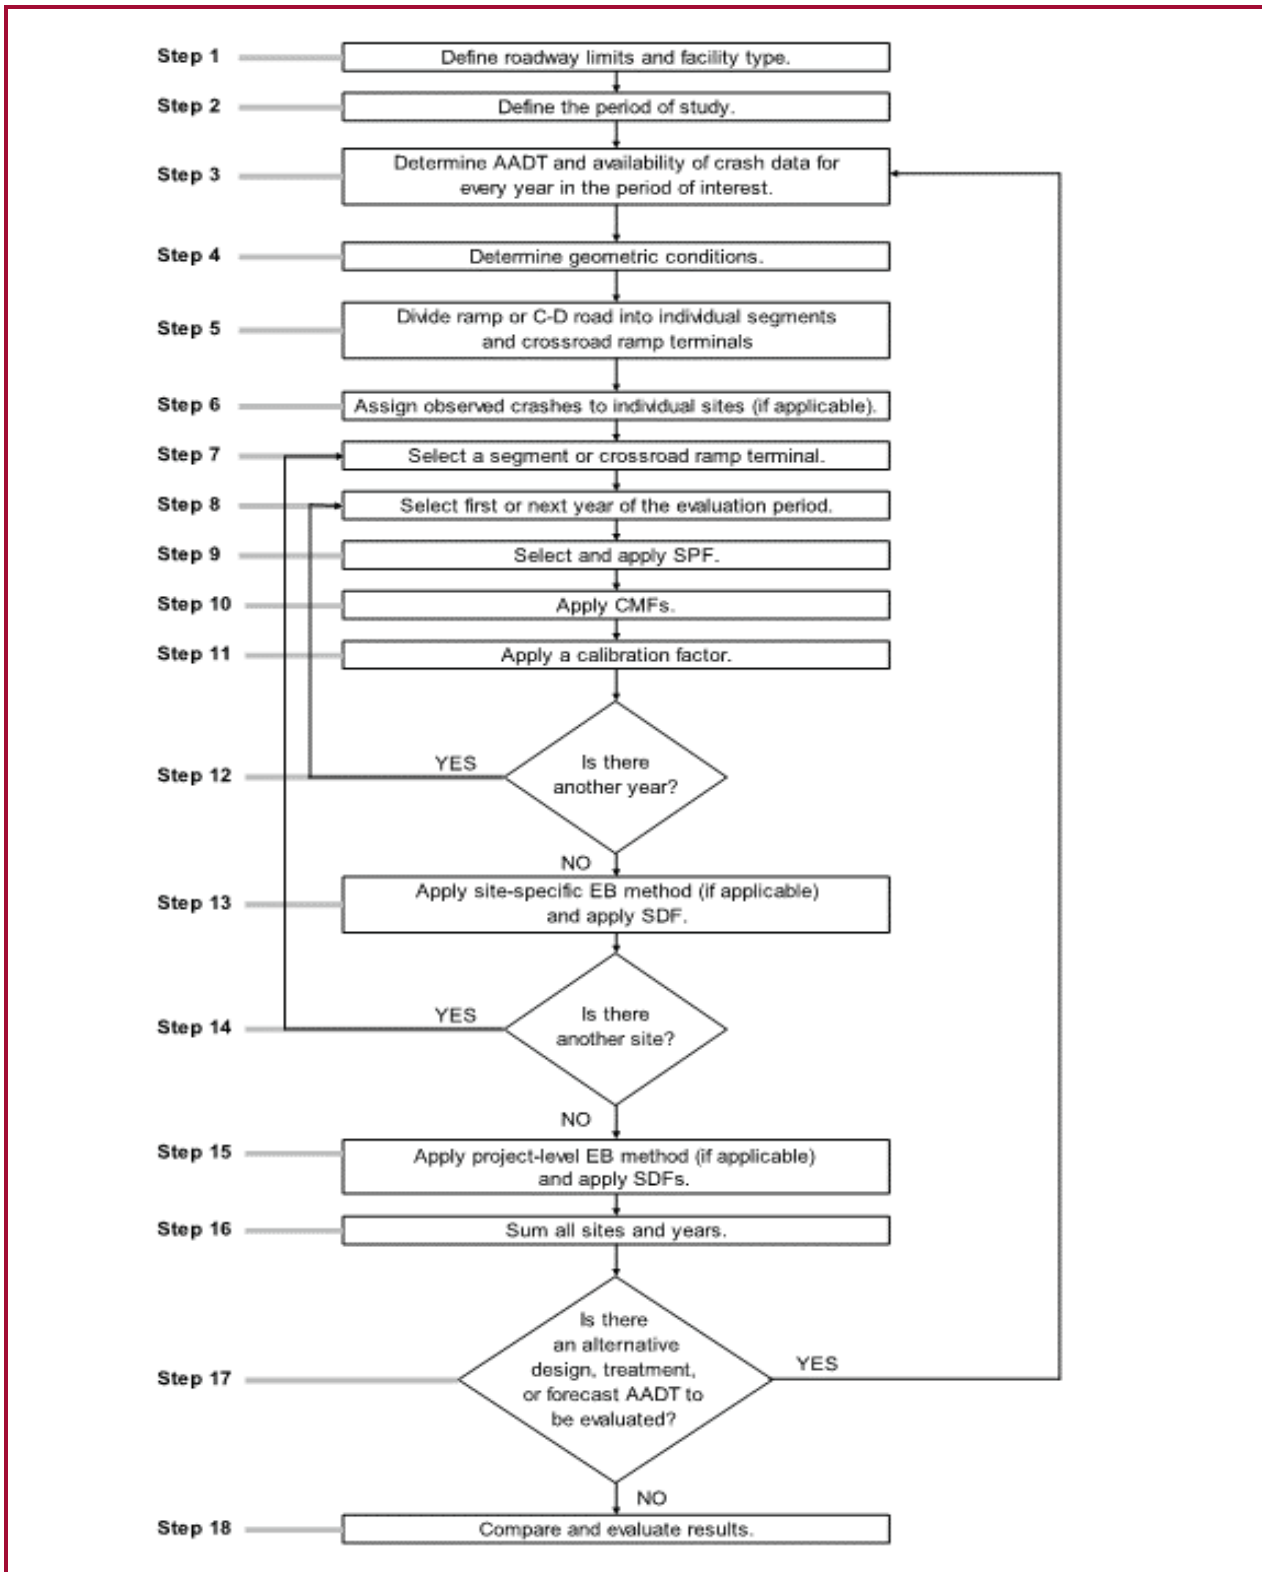 Step 1
Define roadway limits and facility type.
Step 2
Define the period of study.
Step 3
Determine AADT and availability of crash data for
every year in the period of interest.
Step 4
Determine geometric conditions.
Step 5
Divide ramp or C-D road into individual segments
and crossroad ramp terminals
Step 6
Assign observed crashes to individual sites (if applicable).
Step 7
Select a segment or crossroad ramp terminal.
Step 8
Select first or next year of the evaluation period.
Step 9
Select and apply SPF.
Step 10
Apply CMFs.
Step 11
Apply a calibration factor.
Step 12
YES
Is there
another year?
NO
Step 13
Apply site-specific EB method (if applicable)
and apply SDF.
Step 14
YES
Is there
another site?
NO
Step 15
Apply project-level EB method (if applicable)
and apply SDFs.
Step 16
Sum all sites and years.
Step 17
Is there
an alternative
design, treatment,
or forecast AADT to
be evaluated?
YES
NO
Step 18
Compare and evaluate results.